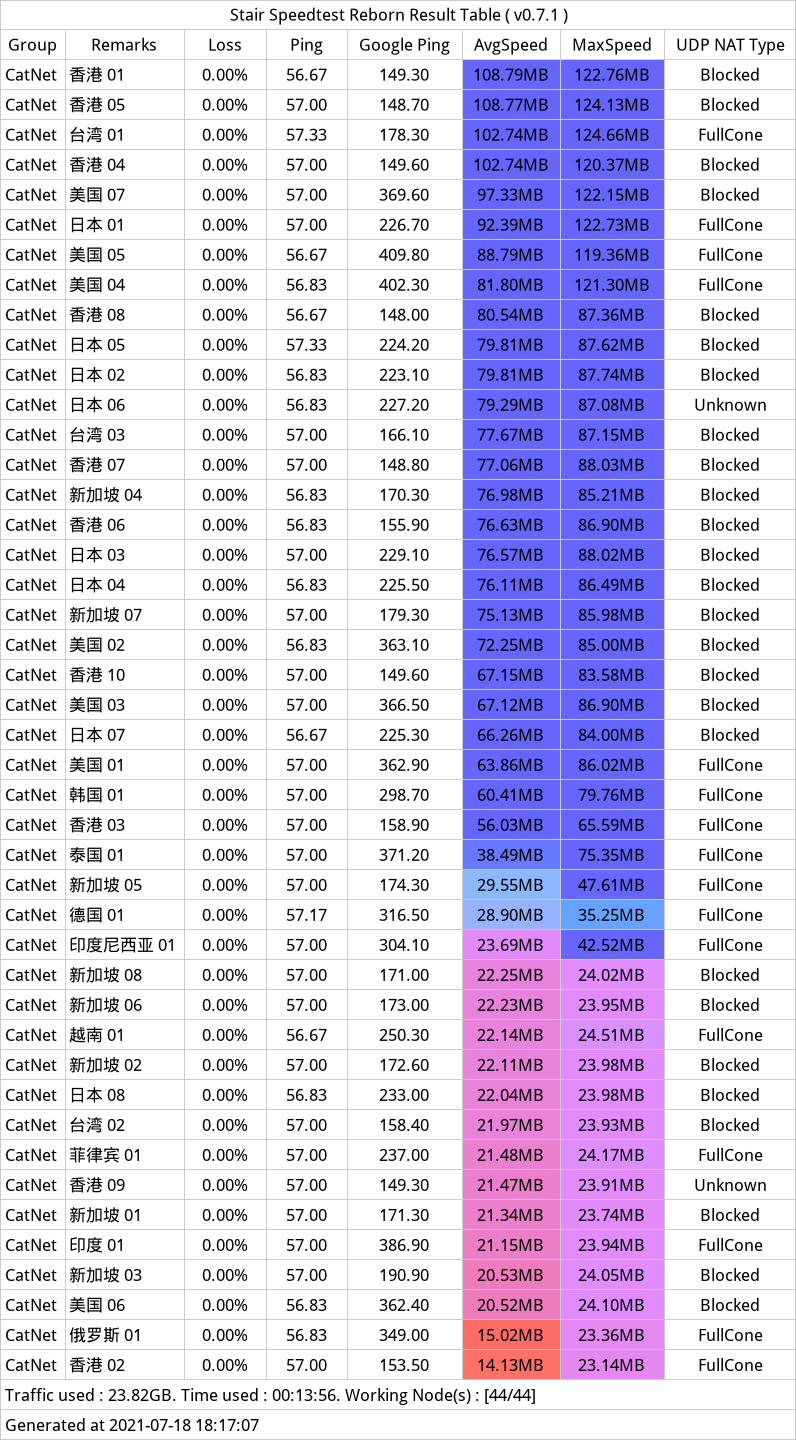 Stair Speedtest Reborn Result Table ( v0.7.1 )
Group Remarks Loss Ping Google Ping AvgSpeed MaxSpeed UDP NAT Type
CatNet 香港 01 0.00% 56.67 149.30 108.79MB 122.76MB Blocked
CatNet 香港 05 0.00% 57.00 148.70 108.77MB 124.13MB Blocked
CatNet 台湾 01 0.00% 57.33 178.30 102.74MB 124.66MB FullCone
CatNet 香港 04 0.00% 57.00 149.60 102.74MB 120.37MB Blocked
CatNet 美国 07 0.00% 57.00 369.60 97.33MB 122.15MB Blocked
CatNet 日本 01 0.00% 57.00 226.70 92.39MB 122.73MB FullCone
CatNet 美国 05 0.00% 56.67 409.80 88.79MB 119.36MB FullCone
CatNet 美国 04 0.00% 56.83 402.30 81.80MB 121.30MB FullCone
CatNet 香港 08 0.00% 56.67 148.00 80.54MB 87.36MB Blocked
CatNet 日本 05 0.00% 57.33 224.20 79.81MB 87.62MB Blocked
CatNet 日本 02 0.00% 56.83 223.10 79.81MB 87.74MB Blocked
CatNet 日本 06 0.00% 56.83 227.20 79.29MB 87.08MB Unknown
CatNet 台湾 03 0.00% 57.00 166.10 77.67MB 87.15MB Blocked
CatNet 香港 07 0.00% 57.00 148.80 77.06MB 88.03MB Blocked
CatNet 新加坡 04 0.00% 56.83 170.30 76.98MB 85.21MB Blocked
CatNet 香港 06 0.00% 56.83 155.90 76.63MB 86.90MB Blocked
CatNet 日本 03 0.00% 57.00 229.10 76.57MB 88.02MB Blocked
CatNet 日本 04 0.00% 56.83 225.50 76.11MB 86.49MB Blocked
CatNet 新加坡 07 0.00% 57.00 179.30 75.13MB 85.98MB Blocked
CatNet 美国 02 0.00% 56.83 363.10 72.25MB 85.00MB Blocked
CatNet 香港 10 0.00% 57.00 149.60 67.15MB 83.58MB Blocked
CatNet 美国 03 0.00% 57.00 366.50 67.12MB 86.90MB Blocked
CatNet 日本 07 0.00% 56.67 225.30 66.26MB 84.00MB Blocked
CatNet 美国 01 0.00% 57.00 362.90 63.86MB 86.02MB FullCone
CatNet 韩国 01 0.00% 57.00 298.70 60.41MB 79.76MB FullCone
CatNet 香港 03 0.00% 57.00 158.90 56.03MB 65.59MB FullCone
CatNet 泰国 01 0.00% 57.00 371.20 38.49MB 75.35MB FullCone
CatNet 新加坡 05 0.00% 57.00 174.30 29.55MB 47.61MB FullCone
CatNet 德国 01 0.00% 57.17 316.50 28.90MB 35.25MB FullCone
CatNet 印度尼西亚 01 0.00% 57.00 304.10 23.69MB 42.52MB FullCone
CatNet 新加坡 08 0.00% 57.00 171.00 22.25MB 24.02MB Blocked
CatNet 新加坡 06 0.00% 57.00 173.00 22.23MB 23.95MB Blocked
CatNet 越南 01 0.00% 56.67 250.30 22.14MB 24.51MB FullCone
CatNet 新加坡 02 0.00% 57.00 172.60 22.11MB 23.98MB Blocked
CatNet 日本 08 0.00% 56.83 233.00 22.04MB 23.98MB Blocked
CatNet 台湾 02 0.00% 57.00 158.40 21.97MB 23.93MB Blocked
CatNet 菲律宾 01 0.00% 57.00 237.00 21.48MB 24.17MB FullCone
CatNet 香港 09 0.00% 57.00 149.30 21.47MB 23.91MB Unknown
CatNet 新加坡 01 0.00% 57.00 171.30 21.34MB 23.74MB Blocked
CatNet 印度 01 0.00% 57.00 386.90 21.15MB 23.94MB FullCone
CatNet 新加坡 03 0.00% 57.00 190.90 20.53MB 24.05MB Blocked
CatNet 美国 06 0.00% 56.83 362.40 20.52MB 24.10MB Blocked
CatNet 俄罗斯 01 0.00% 56.83 349.00 15.02MB 23.36MB FullCone
CatNet 香港 02 0.00% 57.00 153.50 14.13MB 23.14MB FullCone
Traffic used : 23.82GB. Time used : 00:13:56. Working Node(s) : [44/44]
Generated at 2021-07-18 18:17:07